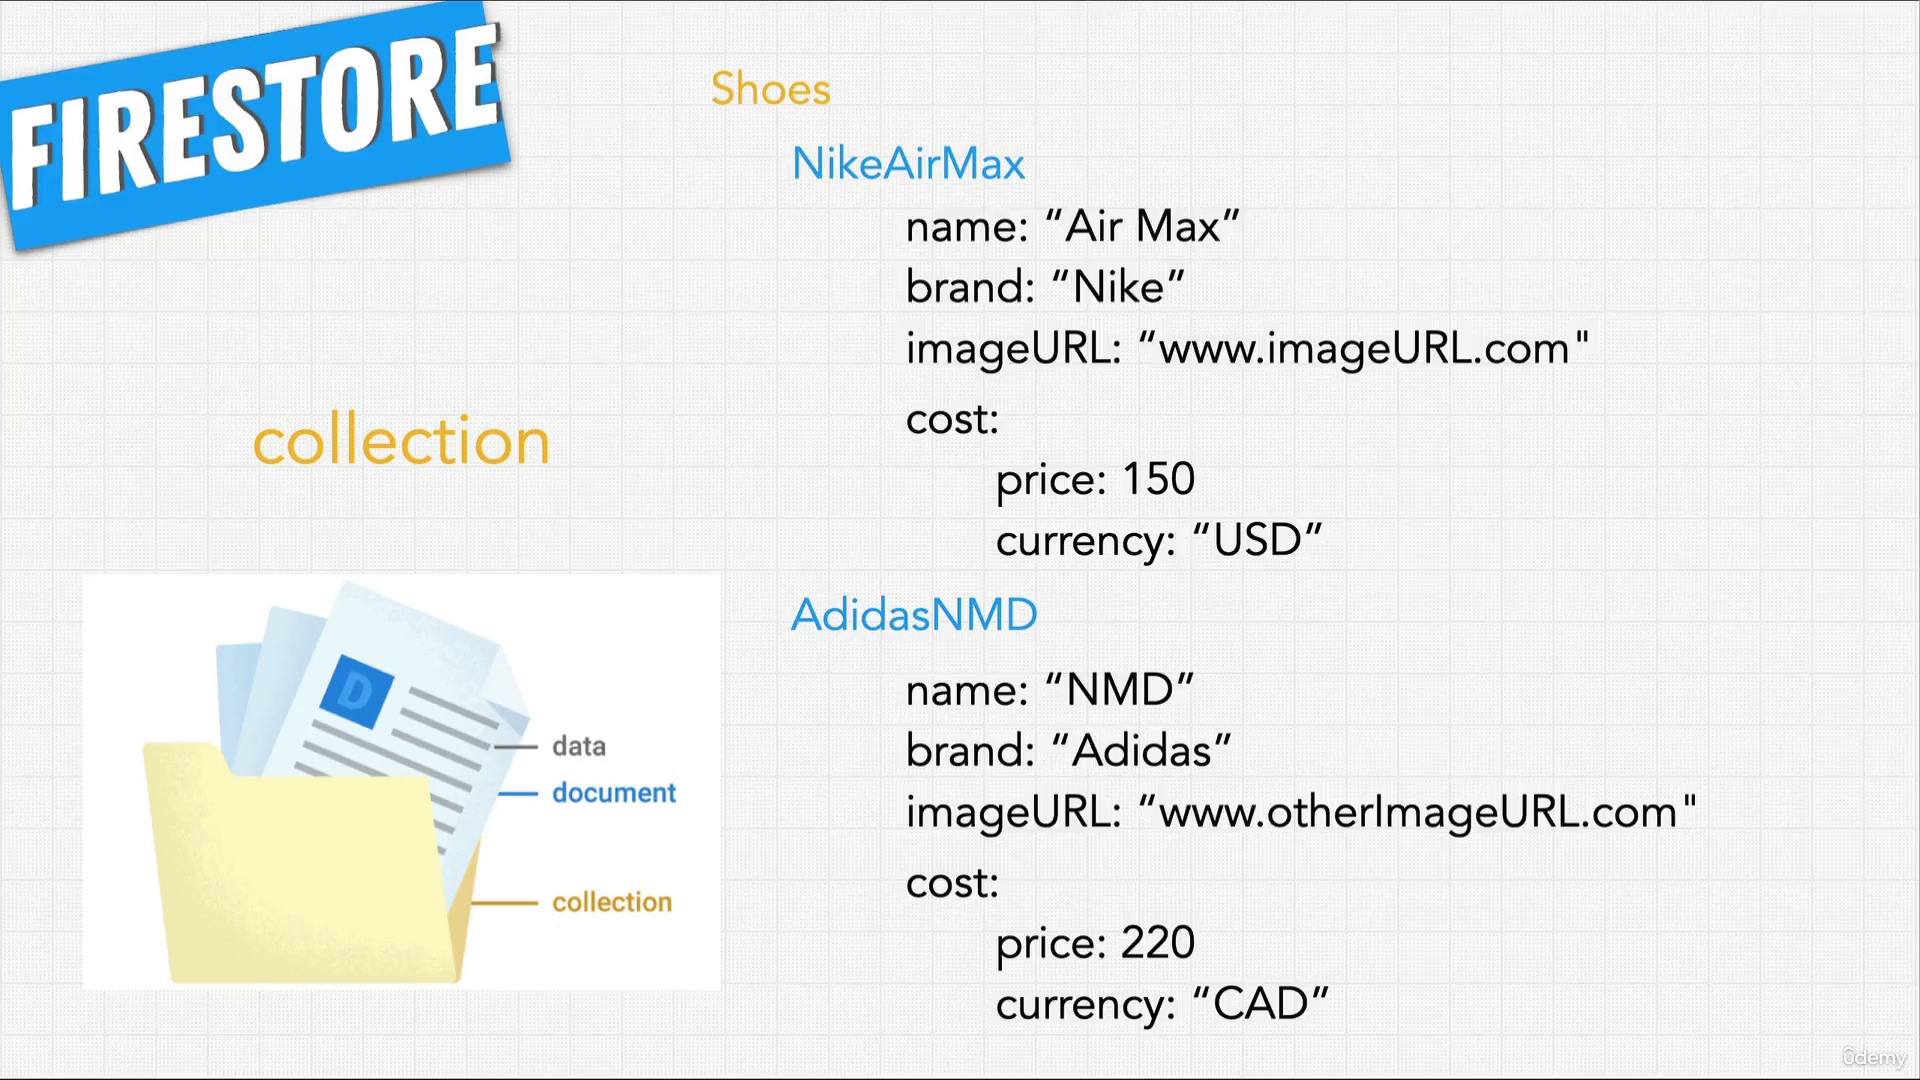 FIRESTORE
Shoes
NikeAirMax
name: “Air Max”
brand: “Nike”
imageURL: “www.imageURL.com"
cost:
price: 150
currency: “USD”
AdidasNMD
name: “NMD”
brand: “Adidas”
imageURL: “www.otherImageURL.com"
cost:
price: 220
currency: “CAD”
collection
D
data
document
collection
ûdemy